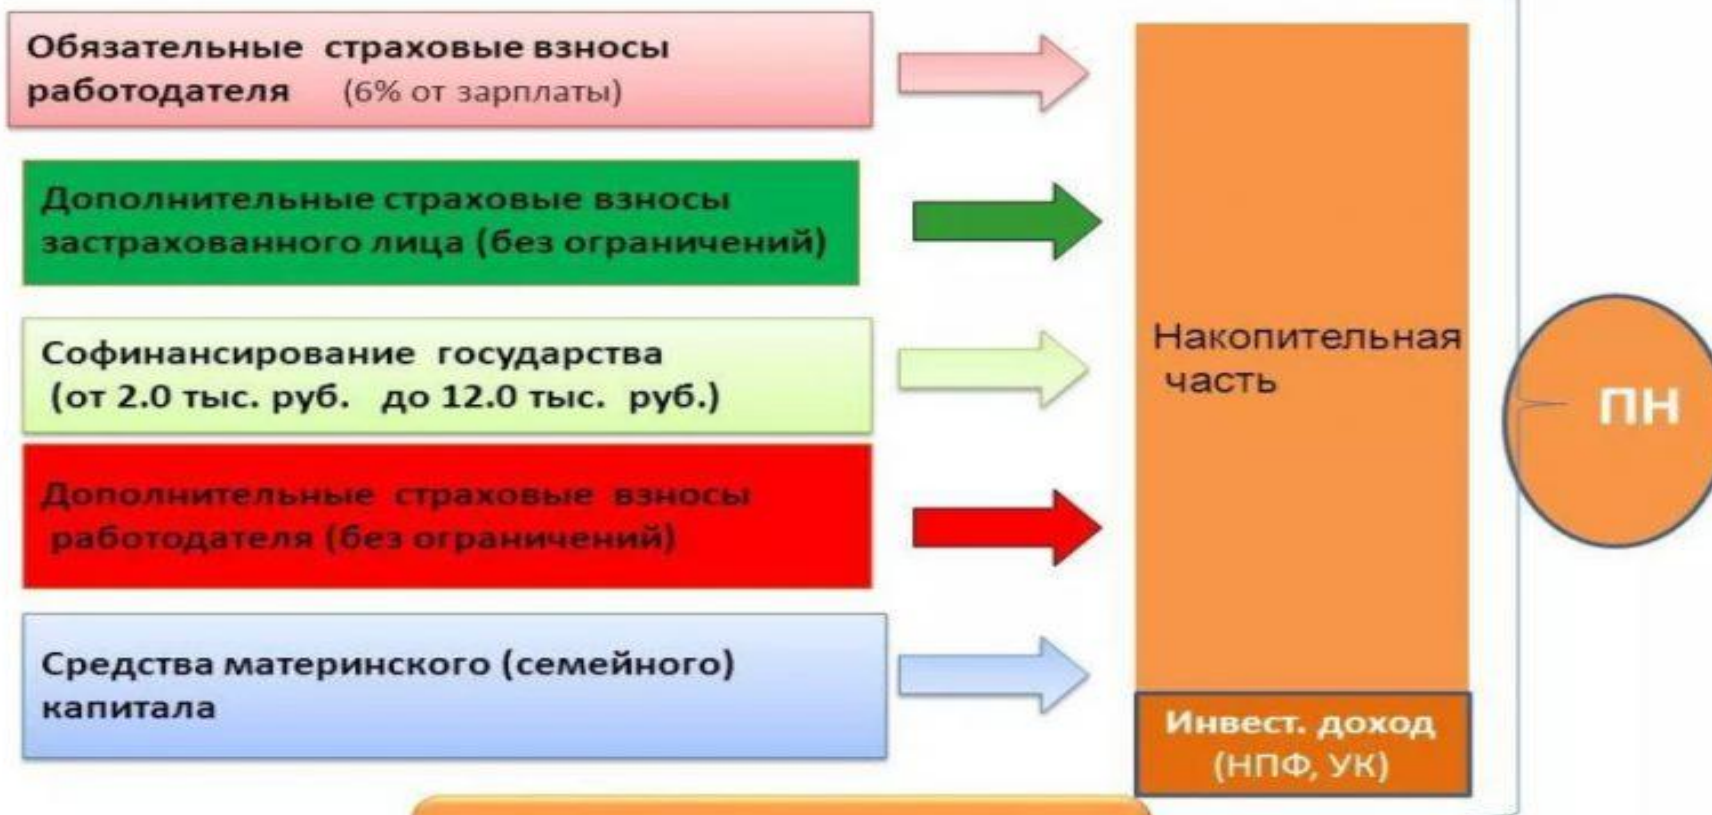 Обязательные страховые взносы
работодателя (6% от зарплаты)
Дополнительные страховые взносы
застрахованного лица (без ограничений)
Софинансирование государства
(от 2.0 тыс. руб. до 12.0 тыс. руб.)
Дополнительные страховые взносы
работодателя (без ограничений)
Средства материнского (семейного)
капитала
Накопительная
часть
Инвест. доход
(НПФ, УК)
ПН